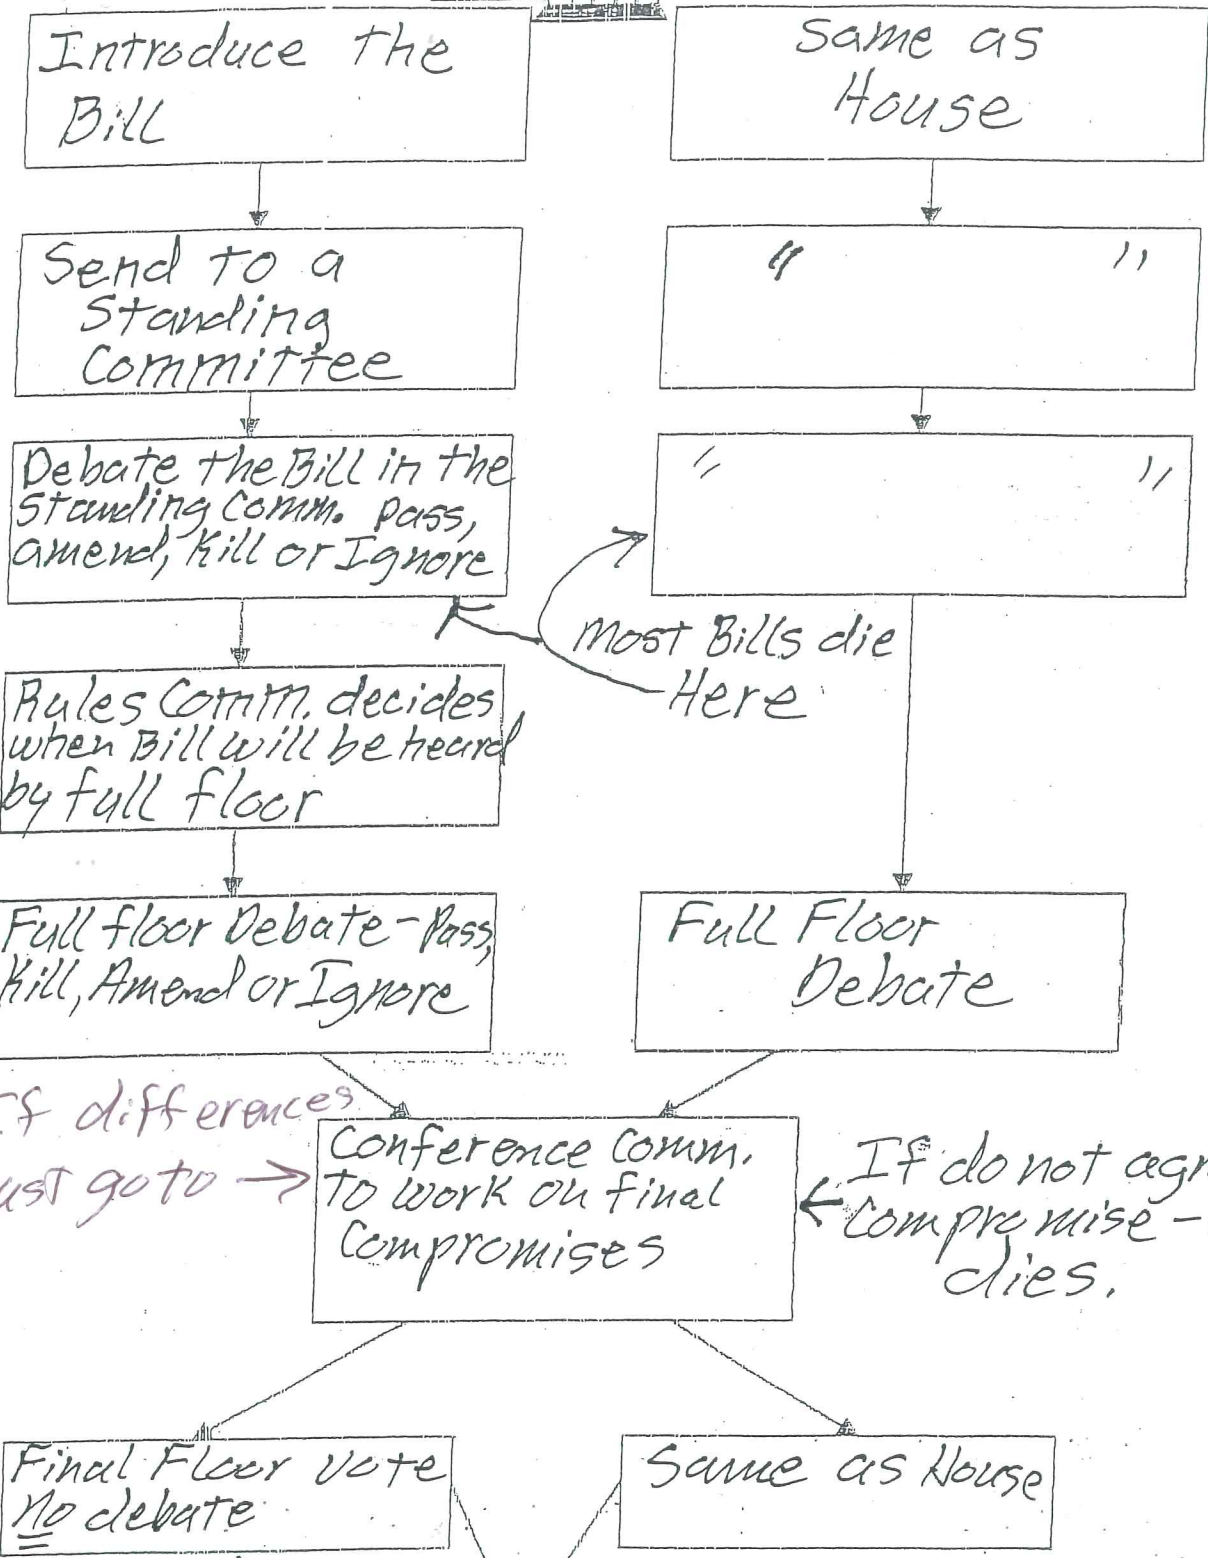 Introduce the
Bill
Same as
House
Send to a
Standing
Committee
" "
Debate the Bill in the
Standing Comm. pass,
amend, Kill or Ignore
" "
Most Bills die
Here
Rules Comm. decides
when Bill will be heard
by full floor
Full floor Debate - Pass,
Kill, Amend or Ignore
Full Floor
Debate
If differences
go to →
Conference Comm.
to work on final
Compromises
← If do not
Compromise -
dies.
Final Floor vote
no debate
Same as House